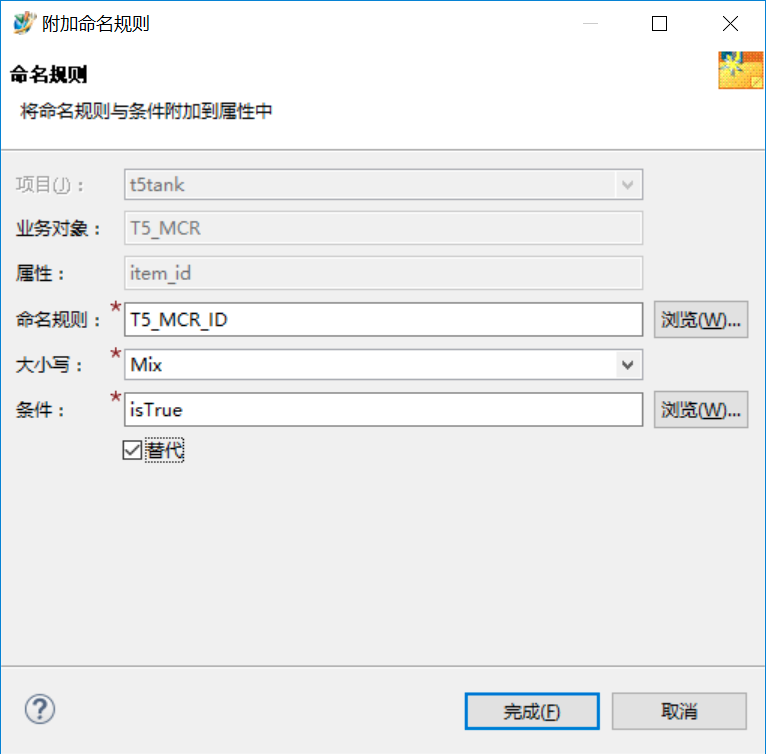 附加命名规则
命名规则
将命名规则与条件附加到属性中
项目(J)： t5tank
业务对象： T5_MCR
属性： item_id
命名规则： * T5_MCR_ID 浏览(W)...
大小写： * Mix
条件： * isTrue 浏览(W)...
替代
? 完成(F) 取消